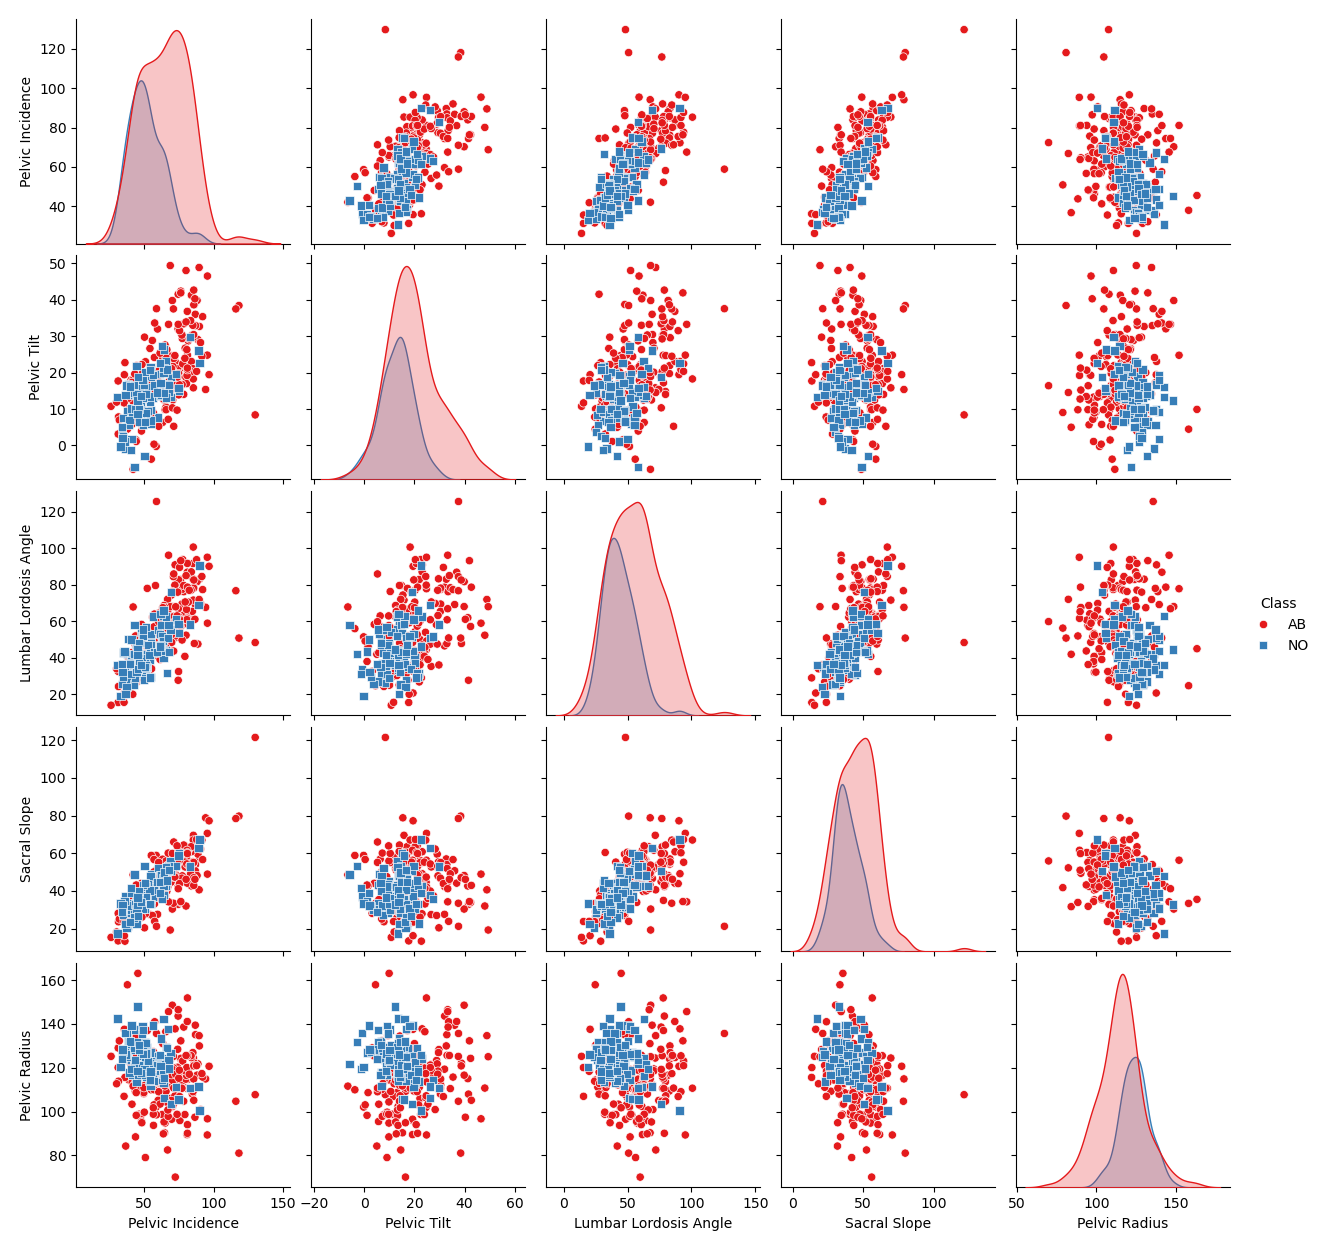 120
100
80
60
40
Pelvic Incidence
50
40
30
20
10
0
Pelvic Tilt
120
100
80
60
40
20
Lumbar Lordosis Angle
Class
AB
NO
120
100
80
60
40
20
Sacral Slope
160
140
120
100
80
Pelvic Radius
50 100 150
−20 0 20 40 60
0 50 100 150
0 50 100
50 100 150
Pelvic Incidence
Pelvic Tilt
Lumbar Lordosis Angle
Sacral Slope
Pelvic Radius